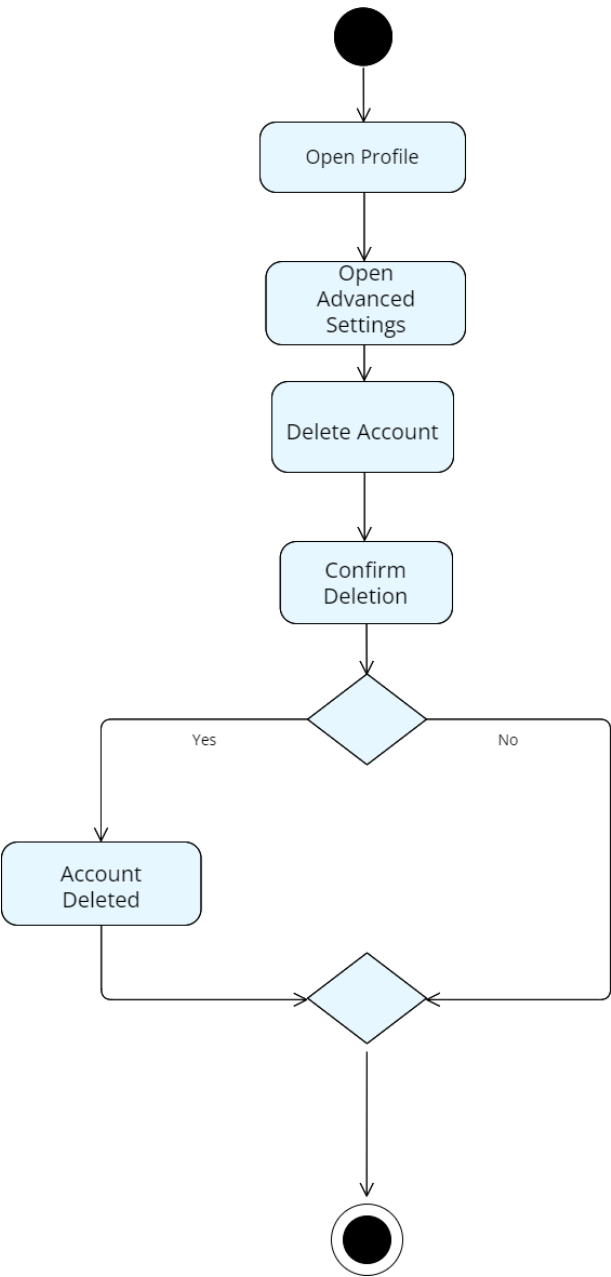 Open Profile
Open
Advanced
Settings
Delete Account
Confirm
Deletion
Yes
No
Account
Deleted